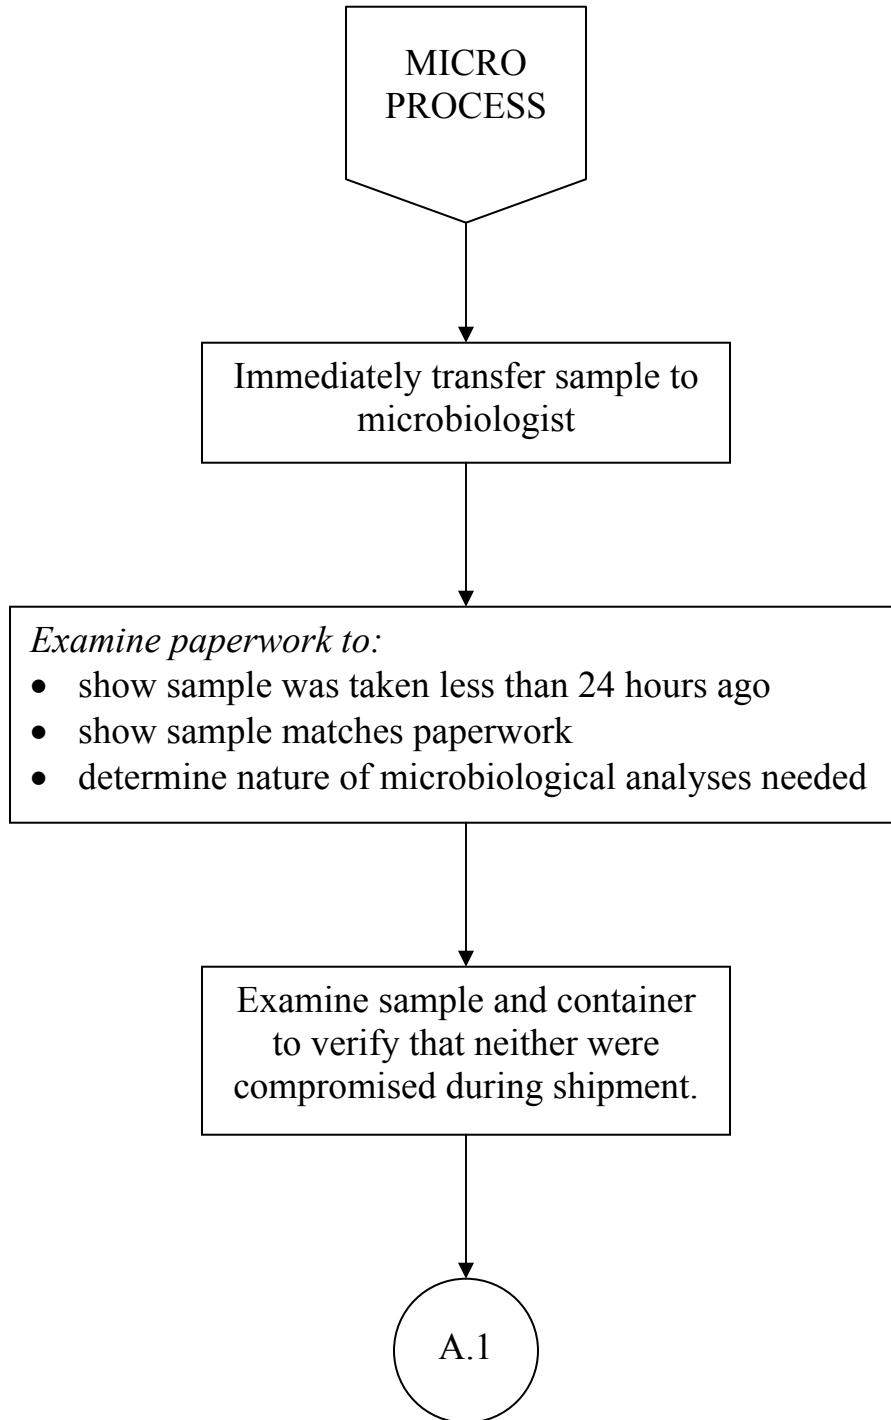 MICRO
PROCESS
Immediately transfer sample to
microbiologist
Examine paperwork to:
• show sample was taken less than 24 hours ago
• show sample matches paperwork
• determine nature of microbiological analyses needed
Examine sample and container
to verify that neither were
compromised during shipment.
A.1